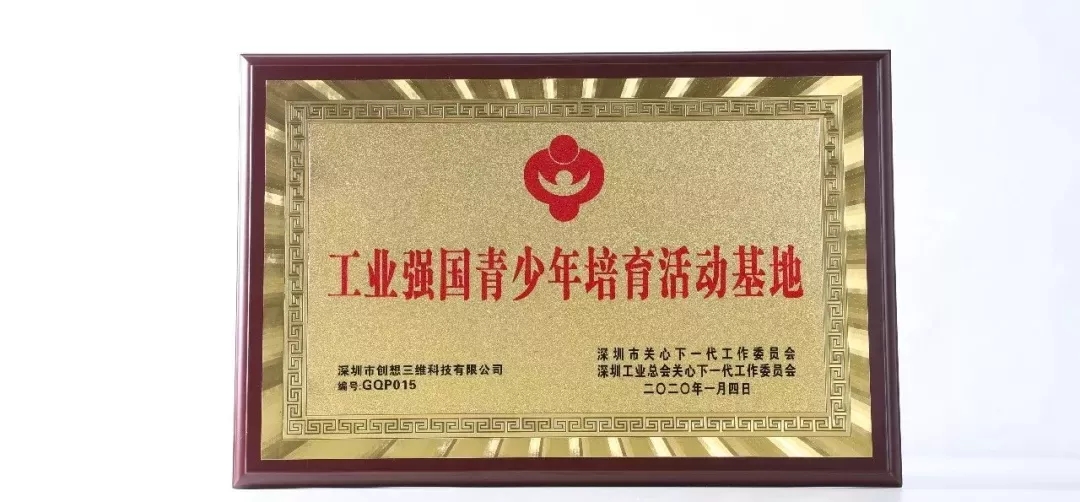 工业强国青少年培育活动基地
深圳市创想三维科技有限公司
编号:GQP015
深圳市关心下一代工作委员会
深圳工业总会关心下一代工作委员会
二〇二〇年一月四日